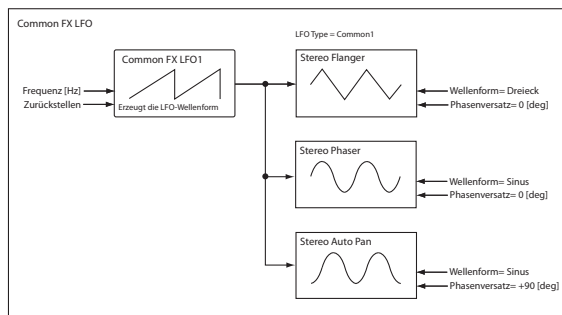 Common FX LFO
LFO Type = Common1
Common FX LFO1
Frequenz [Hz]
Zurückstellen
Erzeugt die LFO-Wellenform
Stereo Flanger
Wellenform= Dreieck
Phasenversatz= 0 [deg]
Stereo Phaser
Wellenform= Sinus
Phasenversatz= 0 [deg]
Stereo Auto Pan
Wellenform= Sinus
Phasenversatz= +90 [deg]